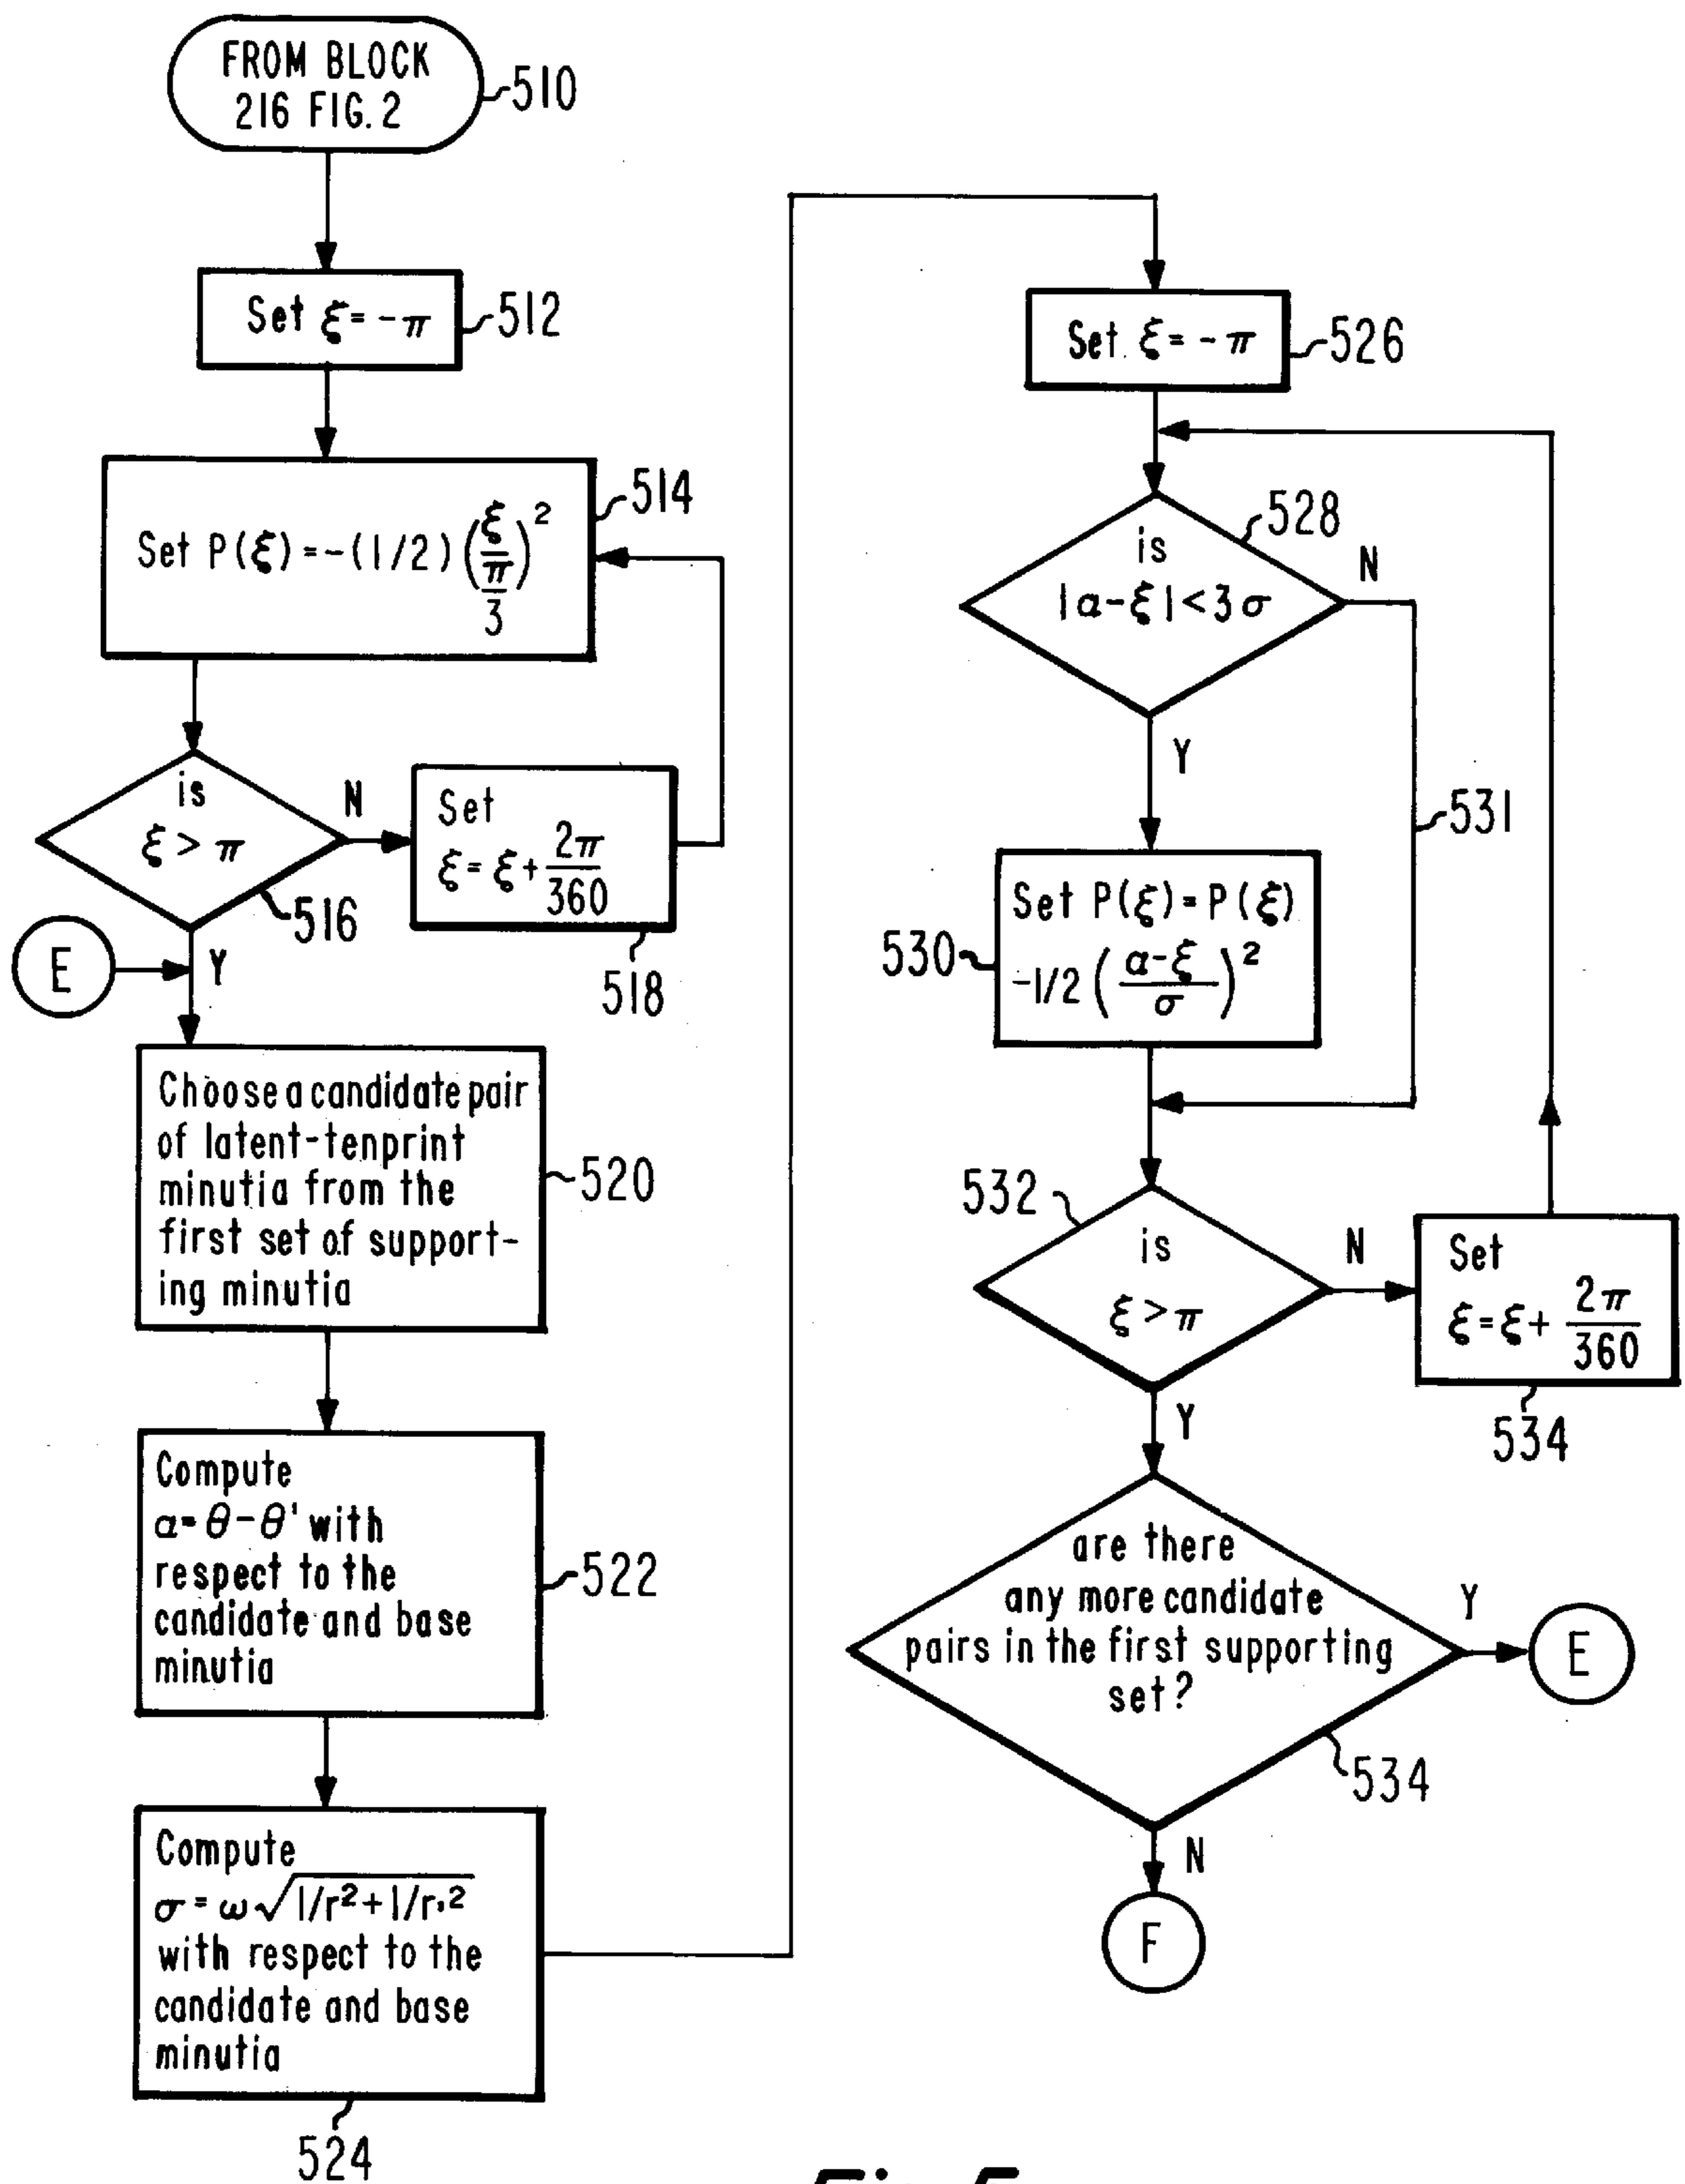 FROM BLOCK
216 FIG. 2
510
Set ξ = -π
512
514
Set P(ξ) = -(1/2) (ξ/(π/3))²
is
ξ > π
N
516
Set
ξ = ξ + 2π/360
518
E
Y
Choose a candidate pair
of latent-tenprint
minutia from the
first set of support-
ing minutia
520
Compute
α = θ - θ' with
respect to the
candidate and base
minutia
522
Compute
σ = ω √(1/r² + 1/r'²)
with respect to the
candidate and base
minutia
524
Set. ξ = -π
526
528
is
|α - ξ| < 3σ
N
Y
531
Set P(ξ) = P(ξ)
-1/2 ((α - ξ)/σ)²
530
532
is
ξ > π
N
Set
ξ = ξ + 2π/360
534
Y
are there
any more candidate
pairs in the first supporting
set?
Y
E
534
N
F